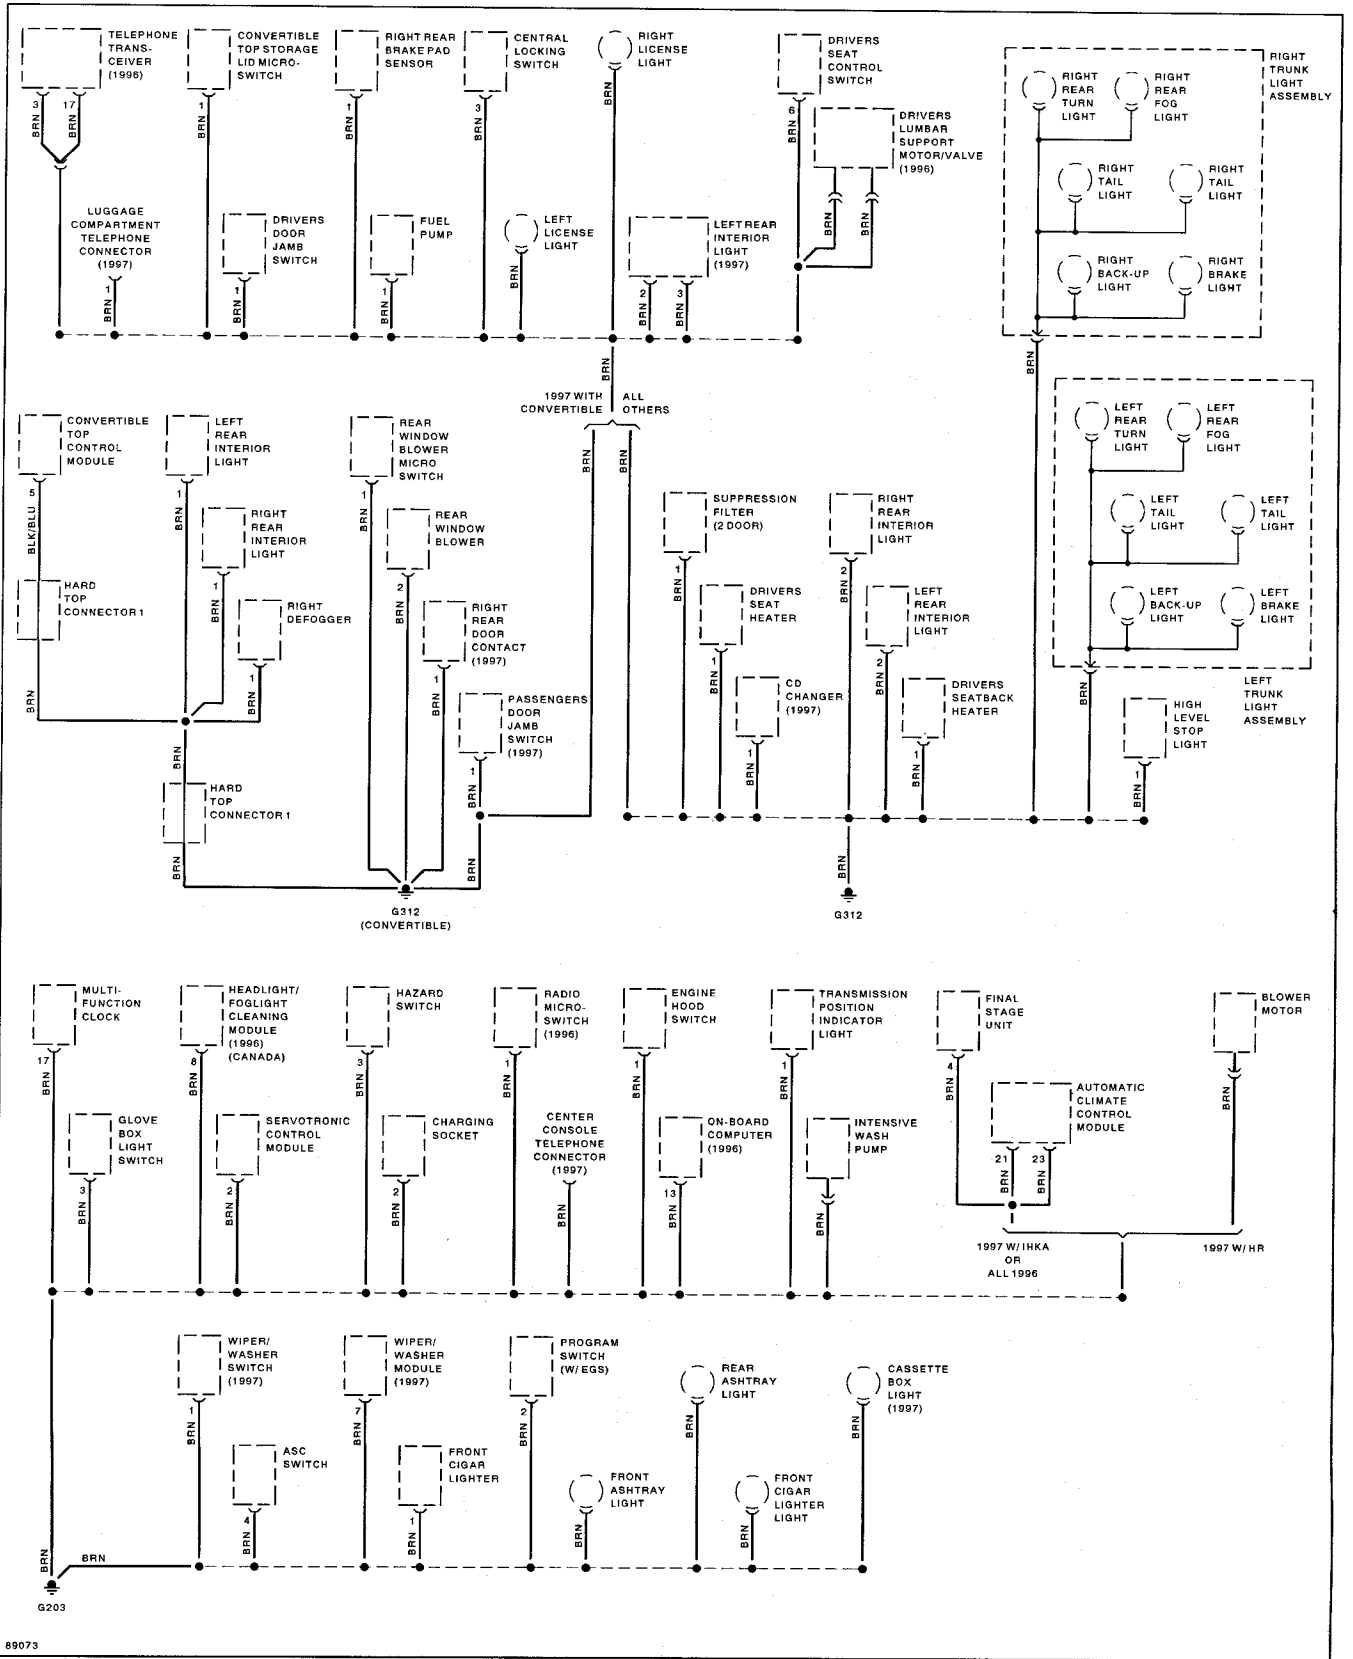 TELEPHONE
TRANS-
CEIVER
(1996)
3
17
BRN
BRN
CONVERTIBLE
TOP STORAGE
LID MICRO-
SWITCH
1
BRN
RIGHT REAR
BRAKE PAD
SENSOR
1
BRN
CENTRAL
LOCKING
SWITCH
3
BRN
RIGHT
LICENSE
LIGHT
BRN
DRIVERS
SEAT
CONTROL
SWITCH
6
BRN
DRIVERS
LUMBAR
SUPPORT
MOTOR/VALVE
(1996)
BRN
BRN
RIGHT
TRUNK
LIGHT
ASSEMBLY
RIGHT
REAR
TURN
LIGHT
RIGHT
REAR
FOG
LIGHT
RIGHT
TAIL
LIGHT
RIGHT
TAIL
LIGHT
RIGHT
BACK-UP
LIGHT
RIGHT
BRAKE
LIGHT
BRN
LUGGAGE
COMPARTMENT
TELEPHONE
CONNECTOR
(1997)
1
BRN
DRIVERS
DOOR
JAMB
SWITCH
1
BRN
FUEL
PUMP
1
BRN
LEFT
LICENSE
LIGHT
BRN
LEFT REAR
INTERIOR
LIGHT
(1997)
2
3
BRN
BRN
BRN
1997 WITH
CONVERTIBLE
ALL
OTHERS
BRN
BRN
CONVERTIBLE
TOP
CONTROL
MODULE
5
BLK/BLU
HARD
TOP
CONNECTOR 1
BRN
LEFT
REAR
INTERIOR
LIGHT
1
BRN
RIGHT
REAR
INTERIOR
LIGHT
1
BRN
RIGHT
DEFOGGER
1
BRN
BRN
HARD
TOP
CONNECTOR 1
BRN
REAR
WINDOW
BLOWER
MICRO
SWITCH
1
BRN
REAR
WINDOW
BLOWER
2
BRN
RIGHT
REAR
DOOR
CONTACT
(1997)
1
BRN
PASSENGERS
DOOR
JAMB
SWITCH
(1997)
1
BRN
BRN
G312
(CONVERTIBLE)
SUPPRESSION
FILTER
(2 DOOR)
1
BRN
DRIVERS
SEAT
HEATER
1
BRN
CD
CHANGER
(1997)
1
BRN
RIGHT
REAR
INTERIOR
LIGHT
2
BRN
LEFT
REAR
INTERIOR
LIGHT
2
BRN
DRIVERS
SEATBACK
HEATER
1
BRN
BRN
G312
LEFT
REAR
TURN
LIGHT
LEFT
REAR
FOG
LIGHT
LEFT
TAIL
LIGHT
LEFT
TAIL
LIGHT
LEFT
BACK-UP
LIGHT
LEFT
BRAKE
LIGHT
LEFT
TRUNK
LIGHT
ASSEMBLY
BRN
HIGH
LEVEL
STOP
LIGHT
1
BRN
MULTI-
FUNCTION
CLOCK
17
BRN
GLOVE
BOX
LIGHT
SWITCH
3
BRN
HEADLIGHT/
FOGLIGHT
CLEANING
MODULE
(1996)
(CANADA)
8
BRN
SERVOTRONIC
CONTROL
MODULE
2
BRN
HAZARD
SWITCH
3
BRN
CHARGING
SOCKET
2
BRN
RADIO
MICRO-
SWITCH
(1996)
1
BRN
CENTER
CONSOLE
TELEPHONE
CONNECTOR
(1997)
BRN
ENGINE
HOOD
SWITCH
1
BRN
ON-BOARD
COMPUTER
(1996)
13
BRN
TRANSMISSION
POSITION
INDICATOR
LIGHT
1
BRN
INTENSIVE
WASH
PUMP
BRN
FINAL
STAGE
UNIT
4
BRN
AUTOMATIC
CLIMATE
CONTROL
MODULE
21
23
BRN
BRN
BLOWER
MOTOR
BRN
1997 W/ IHKA
OR
ALL 1996
1997 W/ HR
WIPER/
WASHER
SWITCH
(1997)
1
BRN
ASC
SWITCH
4
BRN
WIPER/
WASHER
MODULE
(1997)
7
BRN
FRONT
CIGAR
LIGHTER
1
BRN
PROGRAM
SWITCH
(W/ EGS)
2
BRN
FRONT
ASHTRAY
LIGHT
BRN
REAR
ASHTRAY
LIGHT
BRN
FRONT
CIGAR
LIGHTER
LIGHT
BRN
CASSETTE
BOX
LIGHT
(1997)
BRN
BRN
BRN
G203
89073